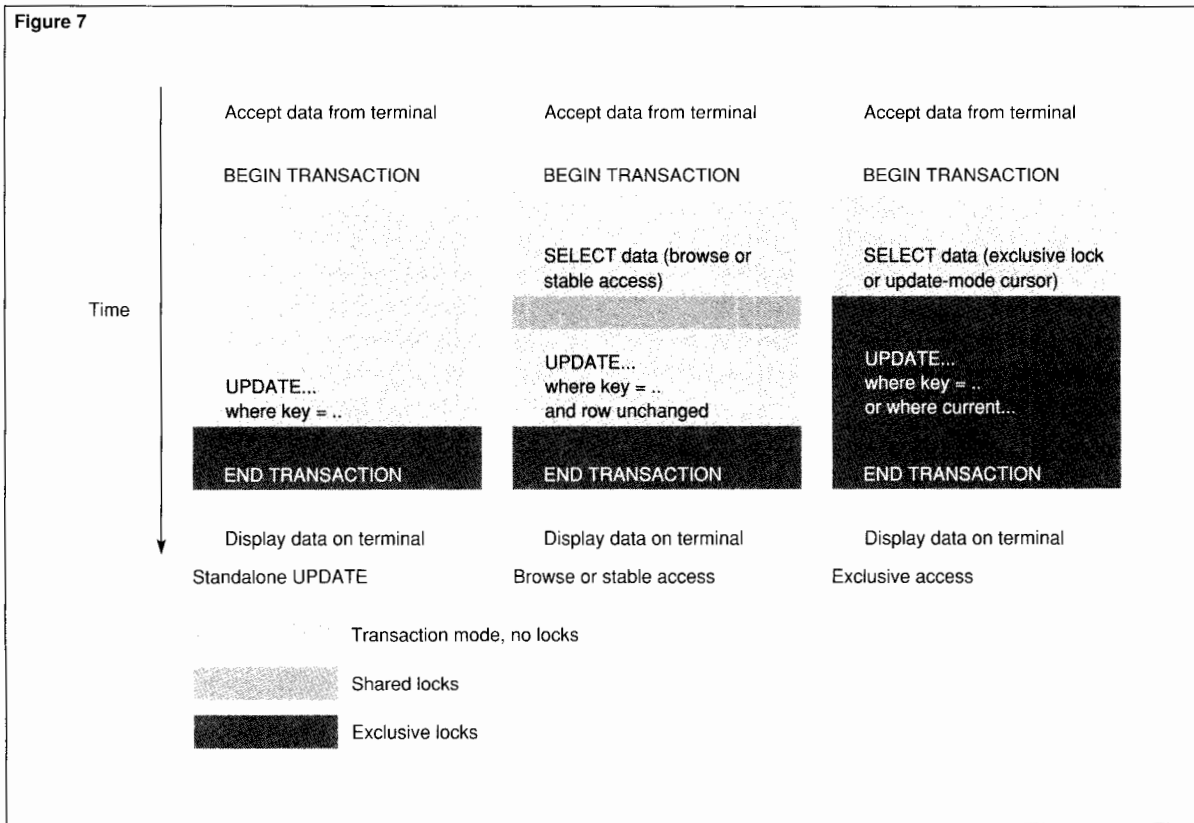 Figure 7
Time
Accept data from terminal
BEGIN TRANSACTION
UPDATE...
where key = ..
END TRANSACTION
Display data on terminal
Standalone UPDATE
Accept data from terminal
BEGIN TRANSACTION
SELECT data (browse or
stable access)
UPDATE...
where key = ..
and row unchanged
END TRANSACTION
Display data on terminal
Browse or stable access
Accept data from terminal
BEGIN TRANSACTION
SELECT data (exclusive lock
or update-mode cursor)
UPDATE...
where key = ..
or where current...
END TRANSACTION
Display data on terminal
Exclusive access
Transaction mode, no locks
Shared locks
Exclusive locks